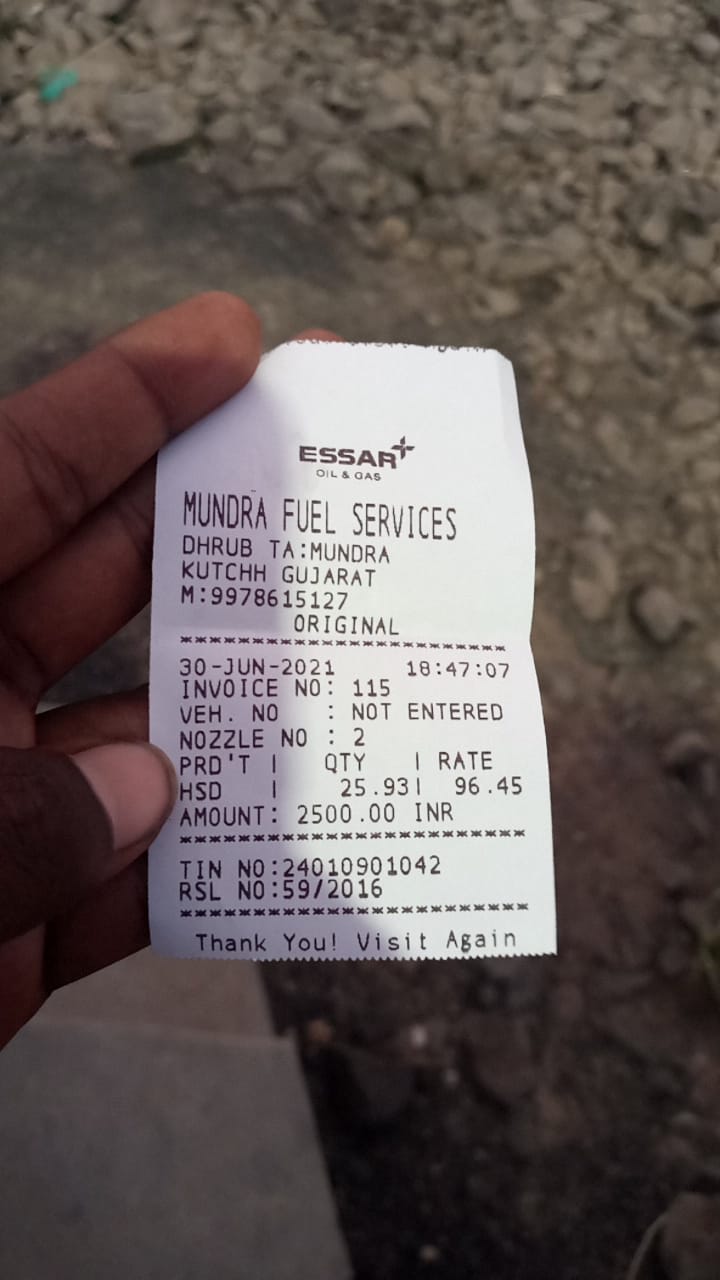 ESSAR
OIL & GAS
MUNDRA FUEL SERVICES
DHRUB TA:MUNDRA
KUTCHH GUJARAT
M:9978615127
ORIGINAL
××××××××××××××××××××××××××××
30-JUN-2021 18:47:07
INVOICE NO: 115
VEH. NO : NOT ENTERED
NOZZLE NO : 2
PRD'T | QTY | RATE
HSD | 25.93| 96.45
AMOUNT: 2500.00 INR
××××××××××××××××××××××××××××
TIN NO:24010901042
RSL NO:59/2016
××××××××××××××××××××××××××××
Thank You! Visit Again